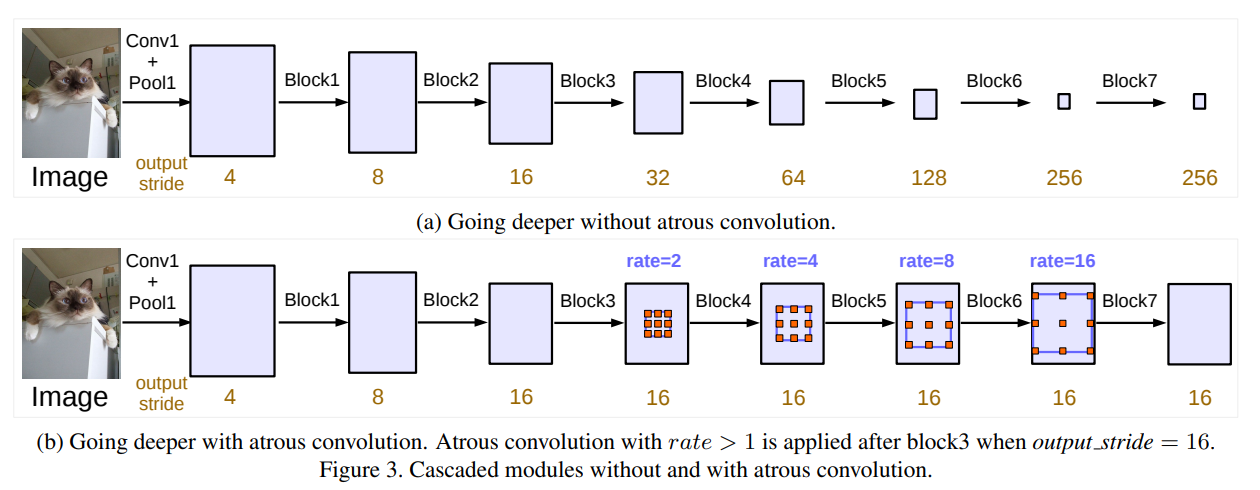 Conv1
+
Pool1
Block1
Block2
Block3
Block4
Block5
Block6
Block7
Image
output
stride
4
8
16
32
64
128
256
256
(a) Going deeper without atrous convolution.
rate=2
rate=4
rate=8
rate=16
Conv1
+
Pool1
Block1
Block2
Block3
Block4
Block5
Block6
Block7
Image
output
stride
4
8
16
16
16
16
16
16
(b) Going deeper with atrous convolution. Atrous convolution with rate > 1 is applied after block3 when output_stride = 16.
Figure 3. Cascaded modules without and with atrous convolution.